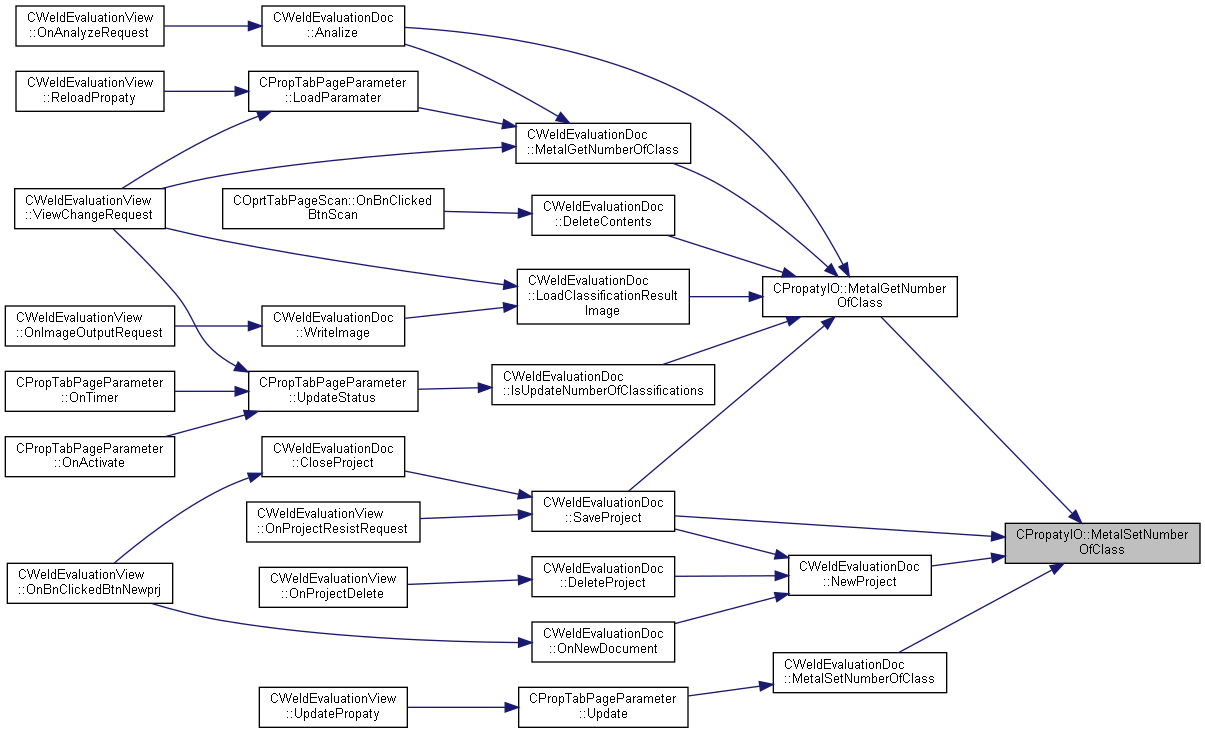 CWeldEvaluationView
::OnAnalyzeRequest
CWeldEvaluationDoc
::Analize
CWeldEvaluationView
::ReloadPropaty
CPropTabPageParameter
::LoadParamater
CWeldEvaluationDoc
::MetalGetNumberOfClass
CWeldEvaluationView
::ViewChangeRequest
COprtTabPageScan::OnBnClicked
BtnScan
CWeldEvaluationDoc
::DeleteContents
CWeldEvaluationDoc
::LoadClassificationResult
Image
CPropatyIO::MetalGetNumber
OfClass
CWeldEvaluationView
::OnImageOutputRequest
CWeldEvaluationDoc
::WriteImage
CPropTabPageParameter
::OnTimer
CPropTabPageParameter
::UpdateStatus
CWeldEvaluationDoc
::IsUpdateNumberOfClassifications
CPropTabPageParameter
::OnActivate
CWeldEvaluationDoc
::CloseProject
CWeldEvaluationView
::OnProjectResistRequest
CWeldEvaluationDoc
::SaveProject
CPropatyIO::MetalSetNumber
OfClass
CWeldEvaluationView
::OnBnClickedBtnNewprj
CWeldEvaluationView
::OnProjectDelete
CWeldEvaluationDoc
::DeleteProject
CWeldEvaluationDoc
::NewProject
CWeldEvaluationDoc
::OnNewDocument
CWeldEvaluationDoc
::MetalSetNumberOfClass
CWeldEvaluationView
::UpdatePropaty
CPropTabPageParameter
::Update